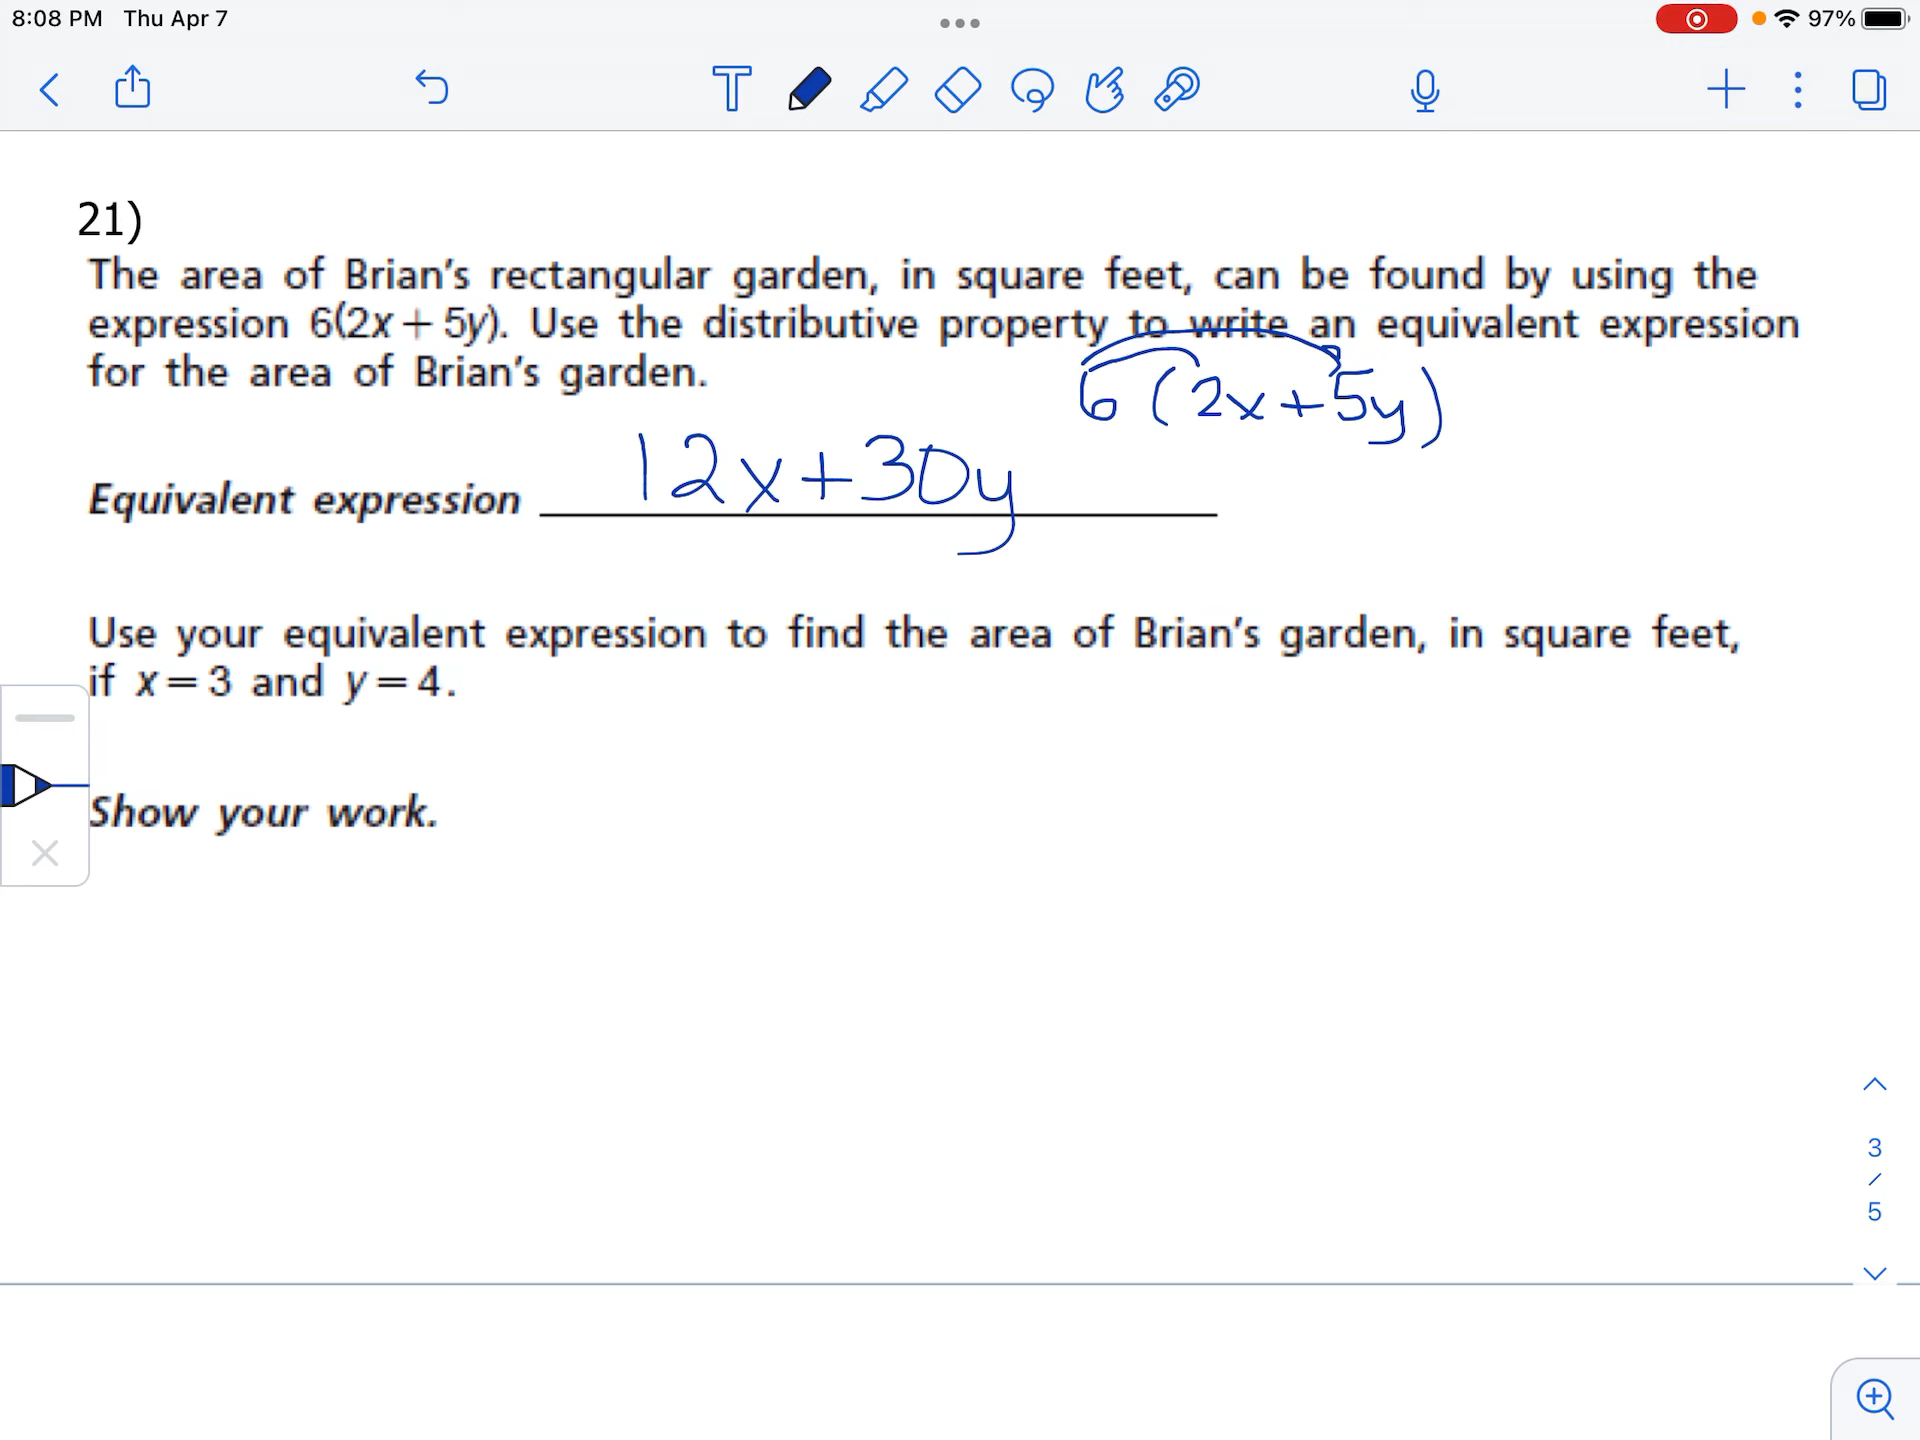 8:08 PM Thu Apr 7
97%
21)
The area of Brian's rectangular garden, in square feet, can be found by using the
expression 6(2x + 5y). Use the distributive property to write an equivalent expression
for the area of Brian's garden.
6(2x+5y)
12x+30y
Equivalent expression
Use your equivalent expression to find the area of Brian's garden, in square feet,
if x = 3 and y = 4.
Show your work.
3
/
5